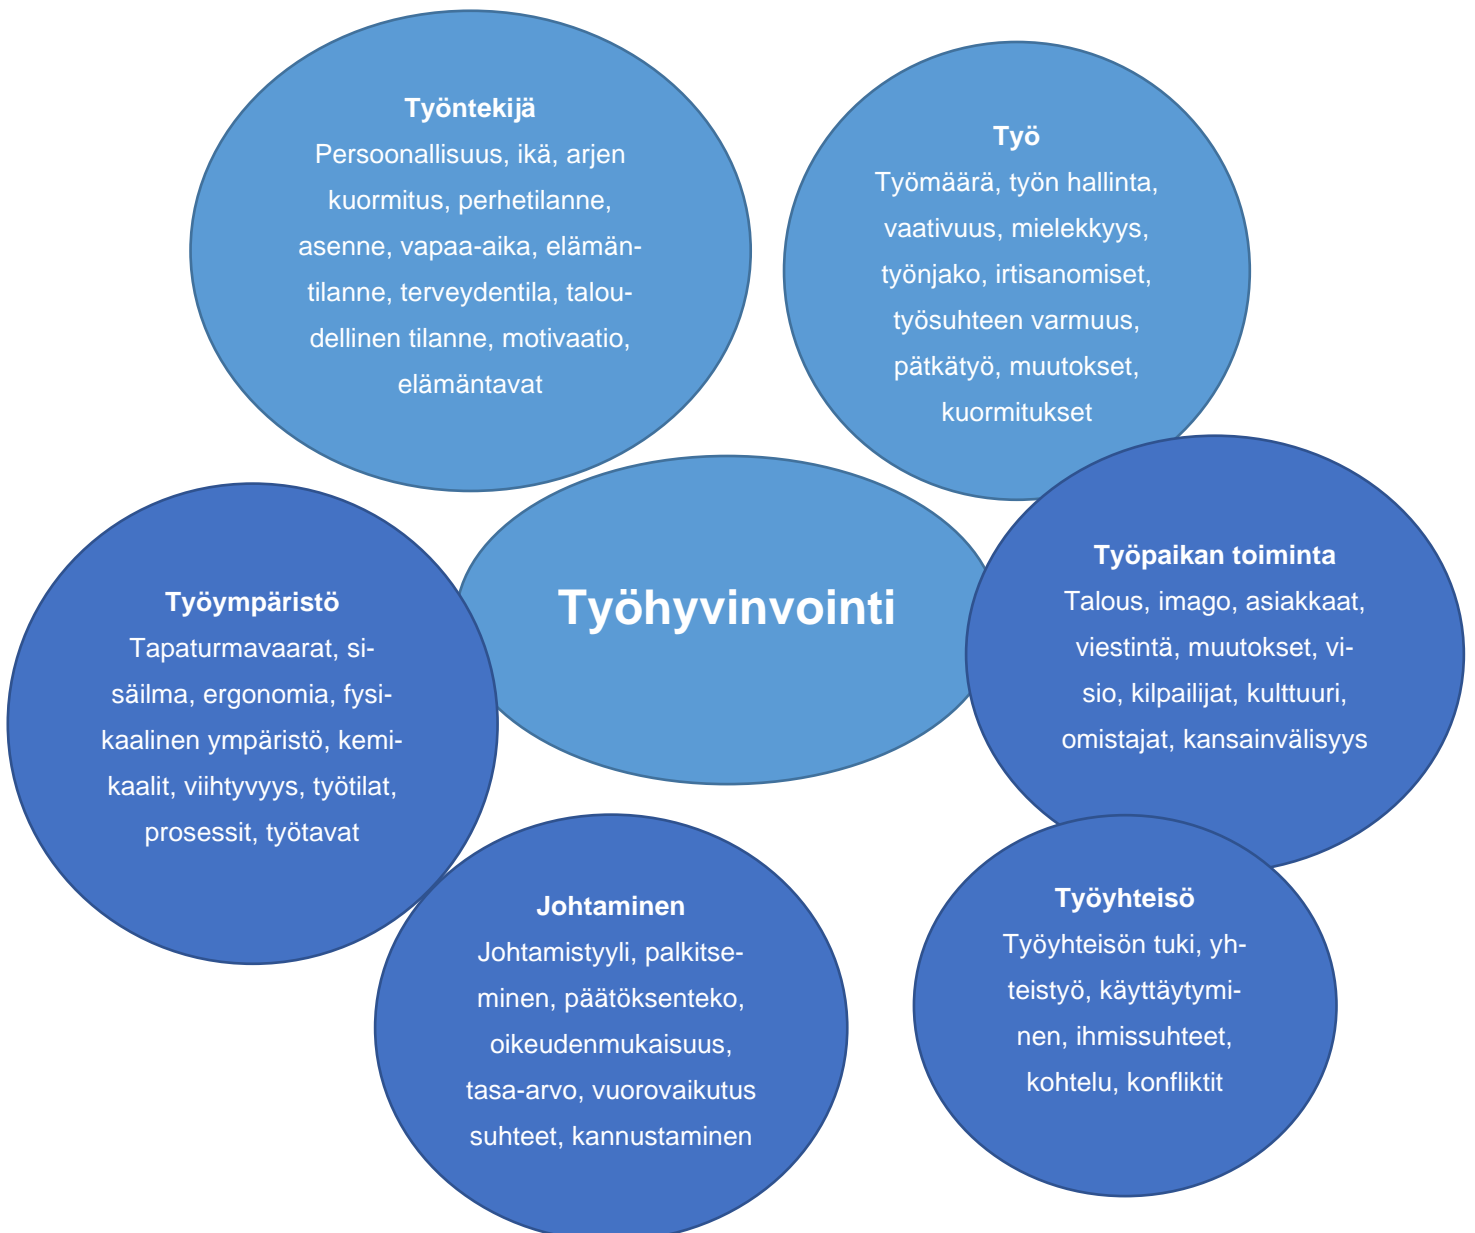 Työntekijä
Persoonallisuus, ikä, arjen
kuormitus, perhetilanne,
asenne, vapaa-aika, elämän-
tilanne, terveydentila, talou-
dellinen tilanne, motivaatio,
elämäntavat
Työ
Työmäärä, työn hallinta,
vaativuus, mielekkyys,
työnjako, irtisanomiset,
työsuhteen varmuus,
pätkätyö, muutokset,
kuormitukset
Työhyvinvointi
Työpaikan toiminta
Talous, imago, asiakkaat,
viestintä, muutokset, vi-
sio, kilpailijat, kulttuuri,
omistajat, kansainvälisyys
Työympäristö
Tapaturmavaarat, si-
säilma, ergonomia, fysi-
kaalinen ympäristö, kemi-
kaalit, viihtyvyys, työtilat,
prosessit, työtavat
Johtaminen
Johtamistyyli, palkitse-
minen, päätöksenteko,
oikeudenmukaisuus,
tasa-arvo, vuorovaikutus
suhteet, kannustaminen
Työyhteisö
Työyhteisön tuki, yh-
teistyö, käyttäytymi-
nen, ihmissuhteet,
kohtelu, konfliktit